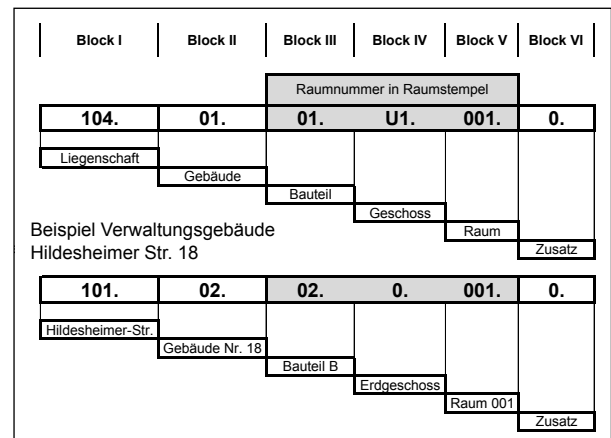 Block I Block II Block III Block IV Block V Block VI
Raumnummer in Raumstempel
104. 01. 01. U1. 001. 0.
Liegenschaft
Gebäude
Bauteil
Geschoss
Raum
Zusatz
Beispiel Verwaltungsgebäude
Hildesheimer Str. 18
101. 02. 02. 0. 001. 0.
Hildesheimer-Str.
Gebäude Nr. 18
Bauteil B
Erdgeschoss
Raum 001
Zusatz